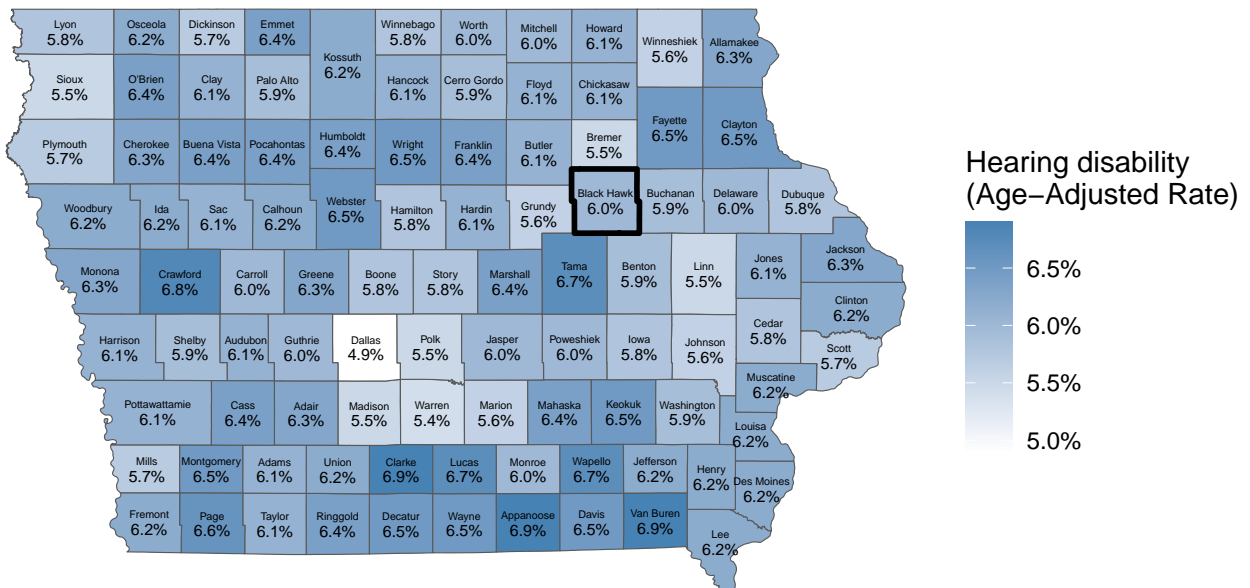 Lyon
5.8%
Osceola
6.2%
Dickinson
5.7%
Emmet
6.4%
Kossuth
6.2%
Winnebago
5.8%
Worth
6.0%
Mitchell
6.0%
Howard
6.1%
Winneshiek
5.6%
Allamakee
6.3%
Sioux
5.5%
O'Brien
6.4%
Clay
6.1%
Palo Alto
5.9%
Hancock
6.1%
Cerro Gordo
5.9%
Floyd
6.1%
Chickasaw
6.1%
Fayette
6.5%
Clayton
6.5%
Plymouth
5.7%
Cherokee
6.3%
Buena Vista
6.4%
Pocahontas
6.4%
Humboldt
6.4%
Wright
6.5%
Franklin
6.4%
Butler
6.1%
Bremer
5.5%
Woodbury
6.2%
Ida
6.2%
Sac
6.1%
Calhoun
6.2%
Webster
6.5%
Hamilton
5.8%
Hardin
6.1%
Grundy
5.6%
Black Hawk
6.0%
Buchanan
5.9%
Delaware
6.0%
Dubuque
5.8%
Monona
6.3%
Crawford
6.8%
Carroll
6.0%
Greene
6.3%
Boone
5.8%
Story
5.8%
Marshall
6.4%
Tama
6.7%
Benton
5.9%
Linn
5.5%
Jones
6.1%
Jackson
6.3%
Clinton
6.2%
Harrison
6.1%
Shelby
5.9%
Audubon
6.1%
Guthrie
6.0%
Dallas
4.9%
Polk
5.5%
Jasper
6.0%
Poweshiek
6.0%
Iowa
5.8%
Johnson
5.6%
Cedar
5.8%
Scott
5.7%
Muscatine
6.2%
Pottawattamie
6.1%
Cass
6.4%
Adair
6.3%
Madison
5.5%
Warren
5.4%
Marion
5.6%
Mahaska
6.4%
Keokuk
6.5%
Washington
5.9%
Louisa
6.2%
Mills
5.7%
Montgomery
6.5%
Adams
6.1%
Union
6.2%
Clarke
6.9%
Lucas
6.7%
Monroe
6.0%
Wapello
6.7%
Jefferson
6.2%
Henry
6.2%
Des Moines
6.2%
Fremont
6.2%
Page
6.6%
Taylor
6.1%
Ringgold
6.4%
Decatur
6.5%
Wayne
6.5%
Appanoose
6.9%
Davis
6.5%
Van Buren
6.9%
Lee
6.2%
Hearing disability
(Age−Adjusted Rate)
6.5%
6.0%
5.5%
5.0%